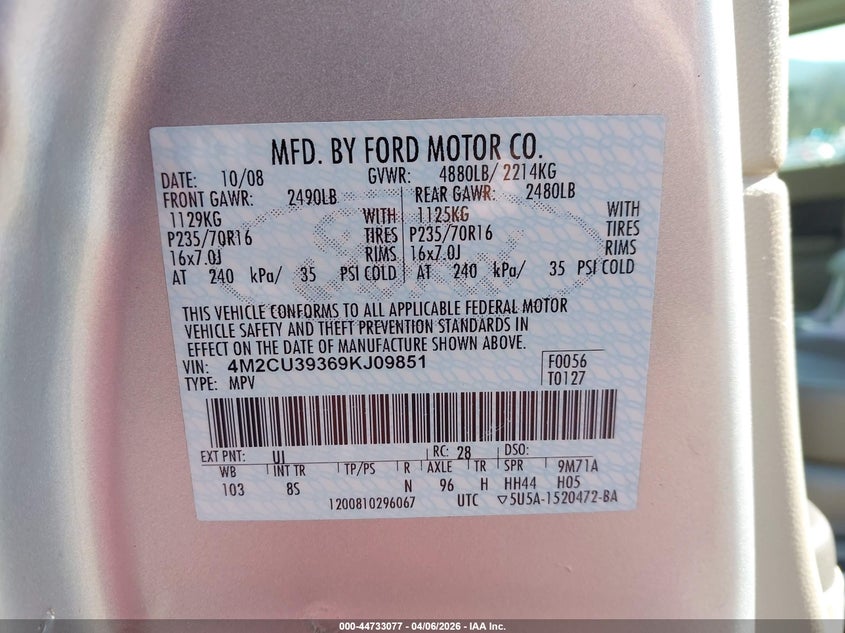 MFD. BY FORD MOTOR CO.
DATE: 10/08 GVWR: 4880LB/ 2214KG
FRONT GAWR: 2490LB REAR GAWR: 2480LB
1129KG WITH 1125KG WITH
P235/70R16 TIRES P235/70R16 TIRES
16x7.0J RIMS 16x7.0J RIMS
AT 240 kPa/ 35 PSI COLD AT 240 kPa/ 35 PSI COLD
THIS VEHICLE CONFORMS TO ALL APPLICABLE FEDERAL MOTOR
VEHICLE SAFETY AND THEFT PREVENTION STANDARDS IN
EFFECT ON THE DATE OF MANUFACTURE SHOWN ABOVE.
VIN: 4M2CU39369KJ09851 F0056
TYPE: MPV T0127
EXT PNT: UJ RC: 28 DSO:
WB INT TR TP/PS R AXLE TR SPR 9M71A
103 8S N 96 H HH44 H05
1200810296067 UTC ▽5U5A-1520472-BA
000-44733077 - 04/06/2026 - IAA Inc.